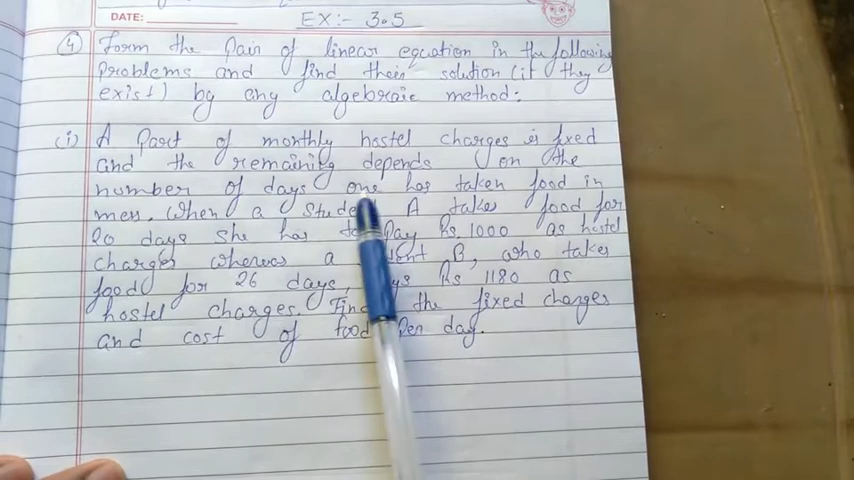 DATE:
EX:- 3.5
(4) Form the Pair of linear equation in the following
problems and find their solution (if they
exist) by any algebraic method:
(i) A Part of monthly hostel charges is fixed
and the remaining depends on the
number of days one has taken food in
mess. When a Stude A takes food for
20 days she has to Pay Rs. 1000 as hostel
charges whereas a ent B, who takes
food for 26 days, ys Rs 1180 as
hostel charges. Find the fixed charges
and cost of food Per day.